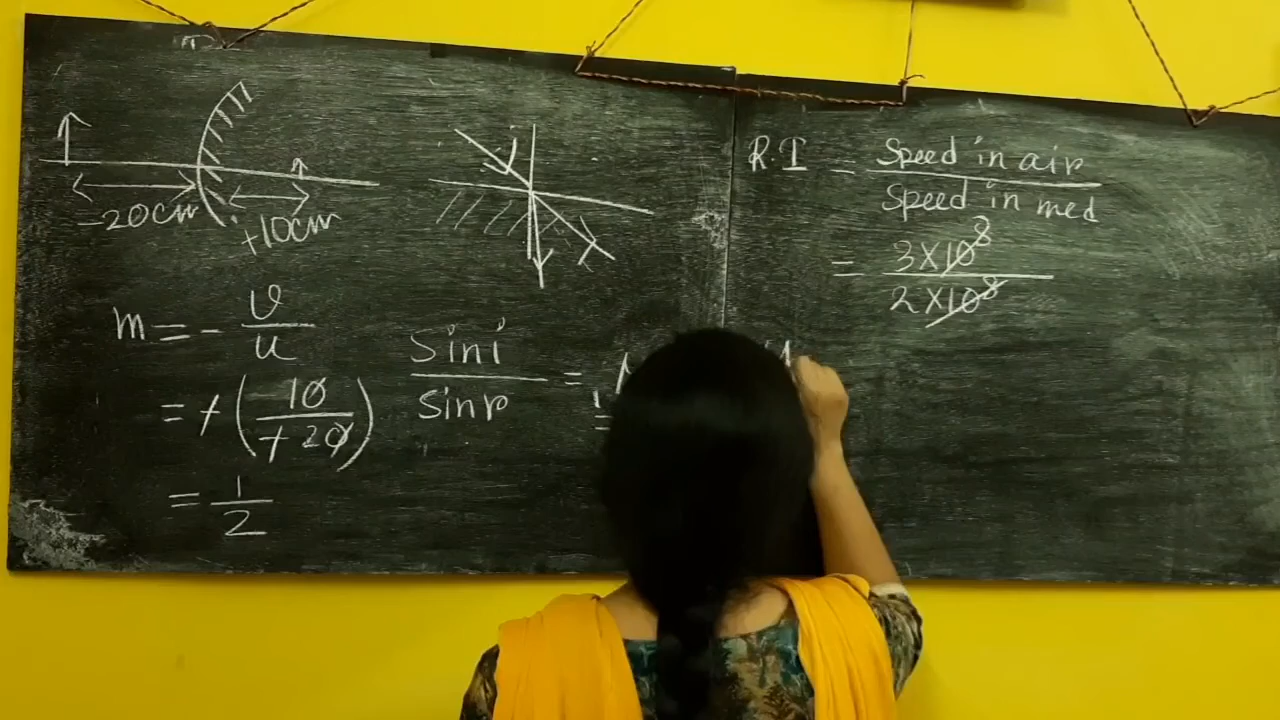 -20cm
+10cm
m = - v/u
= + (10/+20)
= 1/2
i
sin i / sin r =
R.I = Speed in air / Speed in med
= 3×10⁸ / 2×10⁸